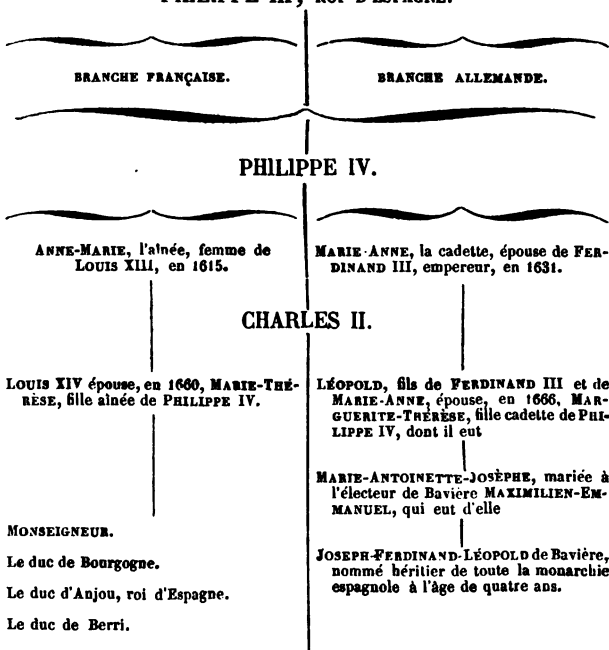 PHILIPPE III, ROI D'ESPAGNE.
BRANCHE FRANÇAISE.
BRANCHE ALLEMANDE.
PHILIPPE IV.
ANNE-MARIE, l'aînée, femme de
LOUIS XIII, en 1615.
MARIE-ANNE, la cadette, épouse de FER-
DINAND III, empereur, en 1631.
CHARLES II.
LOUIS XIV épouse, en 1660, MARIE-THÉ-
RÈSE, fille aînée de PHILIPPE IV.
LÉOPOLD, fils de FERDINAND III et de
MARIE-ANNE, épouse, en 1666, MAR-
GUERITE-THÉRÈSE, fille cadette de PHI-
LIPPE IV, dont il eut
MARIE-ANTOINETTE-JOSÈPHE, mariée à
l'électeur de Bavière MAXIMILIEN-EM-
MANUEL, qui eut d'elle
MONSEIGNEUR.
Le duc de Bourgogne.
Le duc d'Anjou, roi d'Espagne.
Le duc de Berri.
JOSEPH-FERDINAND-LÉOPOLD de Bavière,
nommé héritier de toute la monarchie
espagnole à l'âge de quatre ans.